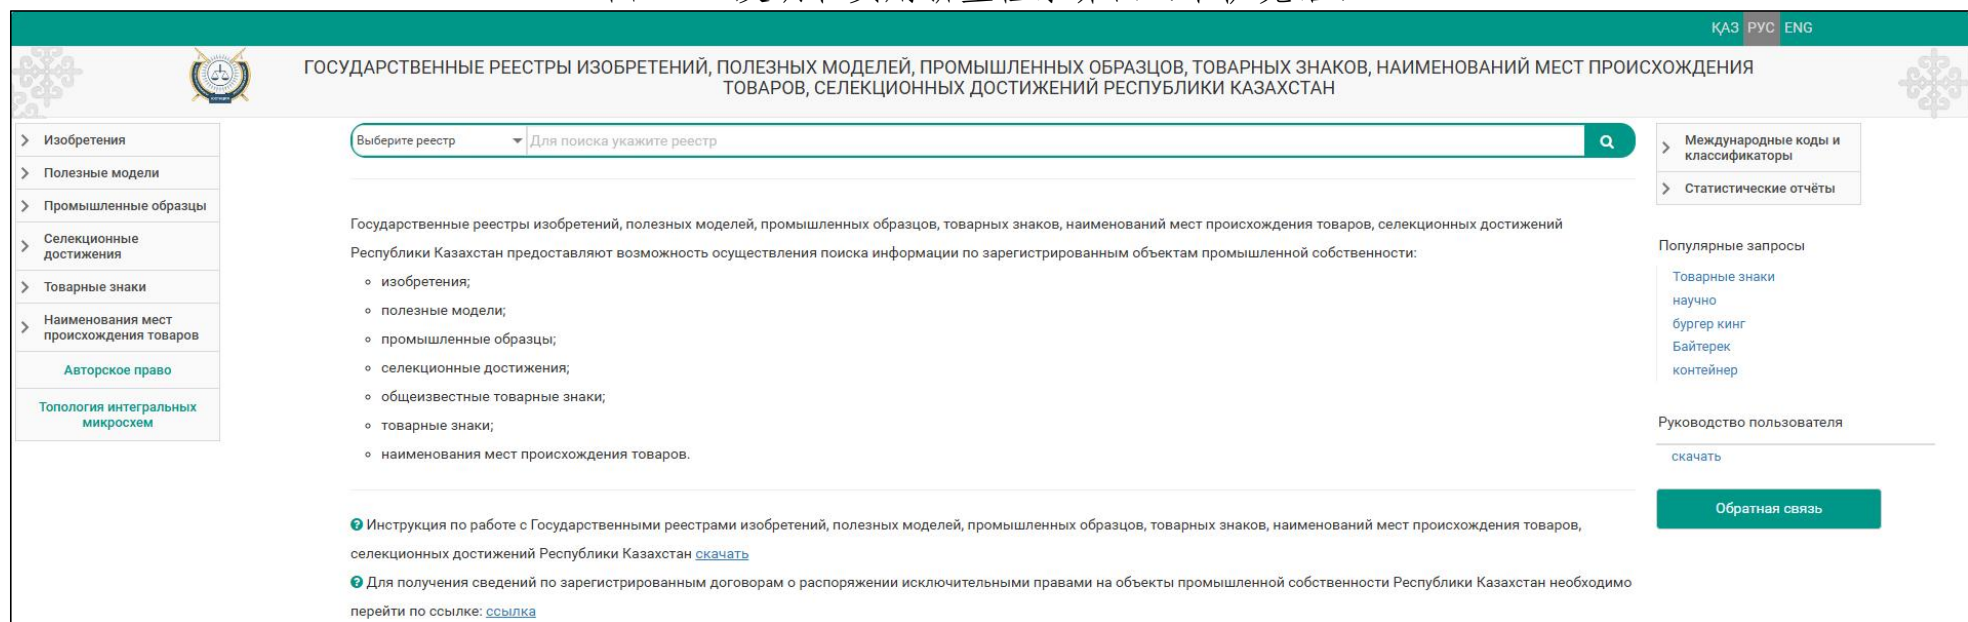 ҚАЗ РУС ENG
ГОСУДАРСТВЕННЫЕ РЕЕСТРЫ ИЗОБРЕТЕНИЙ, ПОЛЕЗНЫХ МОДЕЛЕЙ, ПРОМЫШЛЕННЫХ ОБРАЗЦОВ, ТОВАРНЫХ ЗНАКОВ, НАИМЕНОВАНИЙ МЕСТ ПРОИСХОЖДЕНИЯ
ТОВАРОВ, СЕЛЕКЦИОННЫХ ДОСТИЖЕНИЙ РЕСПУБЛИКИ КАЗАХСТАН
Изобретения
Полезные модели
Промышленные образцы
Селекционные
достижения
Товарные знаки
Наименования мест
происхождения товаров
Авторское право
Топология интегральных
микросхем
Выберите реестр
Для поиска укажите реестр
Государственные реестры изобретений, полезных моделей, промышленных образцов, товарных знаков, наименований мест происхождения товаров, селекционных достижений
Республики Казахстан предоставляют возможность осуществления поиска информации по зарегистрированным объектам промышленной собственности:
изобретения;
полезные модели;
промышленные образцы;
селекционные достижения;
общеизвестные товарные знаки;
товарные знаки;
наименования мест происхождения товаров.
Инструкция по работе с Государственными реестрами изобретений, полезных моделей, промышленных образцов, товарных знаков, наименований мест происхождения товаров,
селекционных достижений Республики Казахстан скачать
Для получения сведений по зарегистрированным договорам о распоряжении исключительными правами на объекты промышленной собственности Республики Казахстан необходимо
перейти по ссылке: ссылка
Международные коды и
классификаторы
Статистические отчёты
Популярные запросы
Товарные знаки
научно
бургер кинг
Байтерек
контейнер
Руководство пользователя
скачать
Обратная связь